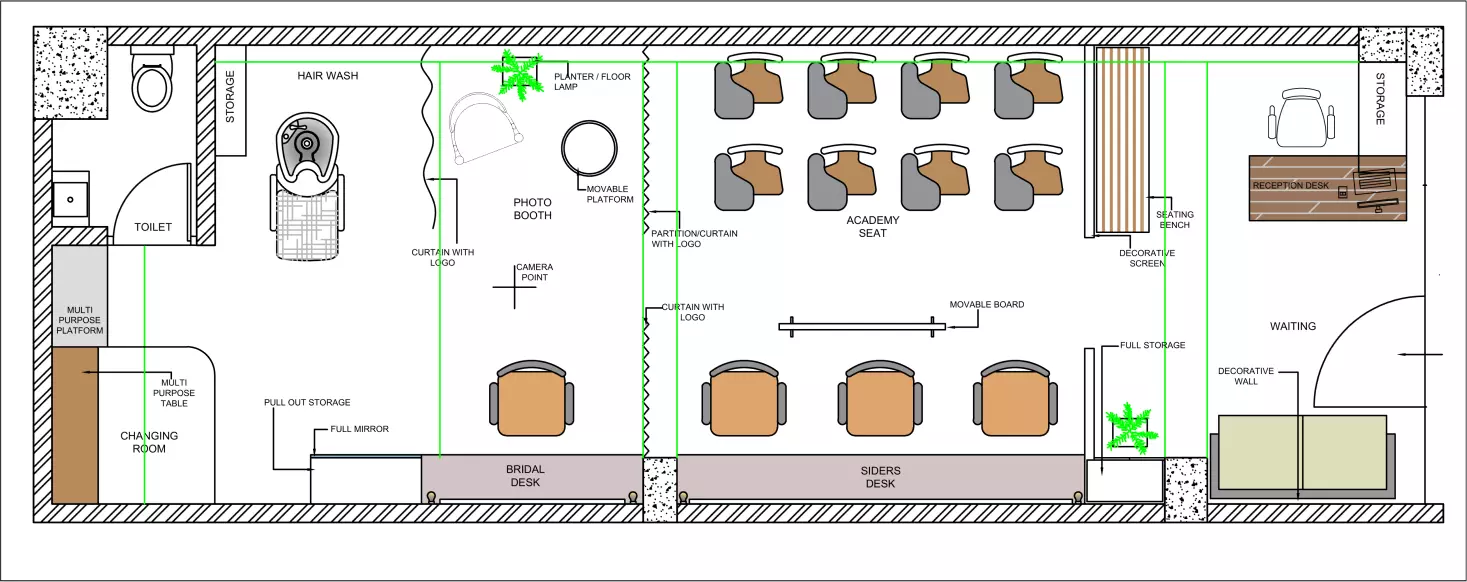 STORAGE
HAIR WASH
PLANTER / FLOOR
LAMP
STORAGE
RECEPTION DESK
MOVABLE
PLATFORM
PHOTO
BOOTH
TOILET
ACADEMY
SEAT
SEATING
BENCH
PARTITION/CURTAIN
WITH LOGO
CURTAIN WITH
LOGO
DECORATIVE
SCREEN
CAMERA
POINT
MULTI
PURPOSE
PLATFORM
CURTAIN WITH
LOGO
MOVABLE BOARD
WAITING
FULL STORAGE
DECORATIVE
WALL
MULTI
PURPOSE
TABLE
PULL OUT STORAGE
FULL MIRROR
CHANGING
ROOM
BRIDAL
DESK
SIDERS
DESK